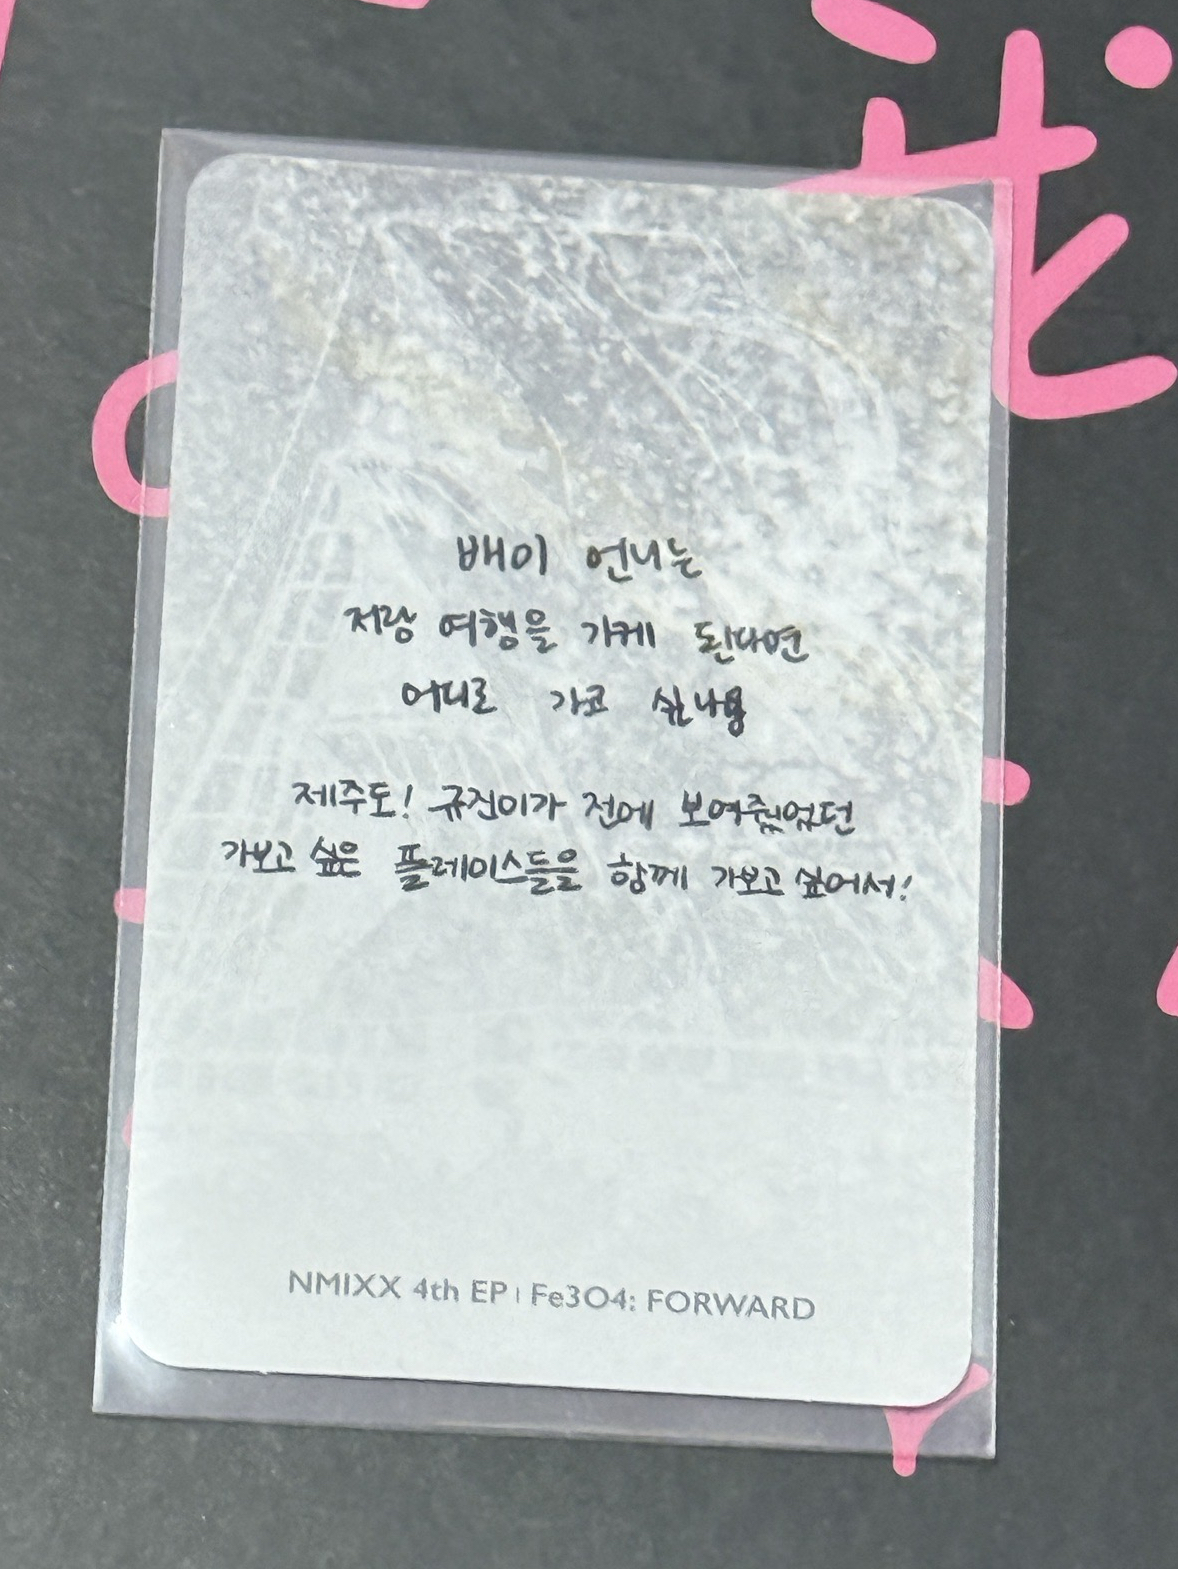 배이 언니는
저랑 여행을 가게 된다면
어디로 가고 싶나용
제주도! 규진이가 전에 보여줬었던
가보고 싶은 플레이스들을 함께 가보고 싶어서!
NMIXX 4th EP | Fe3O4: FORWARD